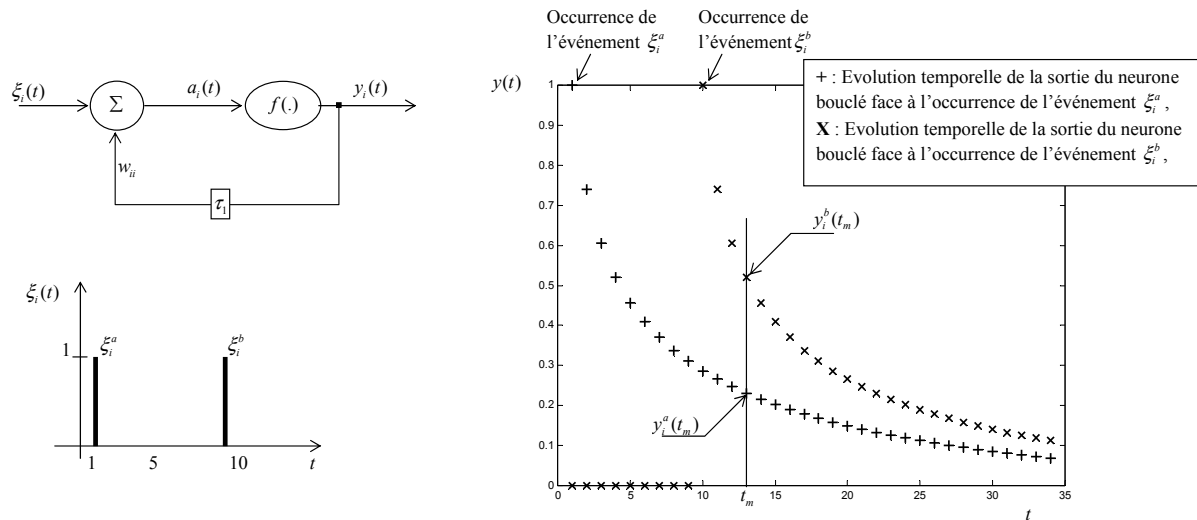 Occurrence de
l'événement ξᵢᵃ
Occurrence de
l'événement ξᵢᵇ
ξᵢ(t)
Σ
aᵢ(t)
f(.)
yᵢ(t)
wᵢᵢ
τ₁
y(t)
+ : Evolution temporelle de la sortie du neurone
bouclé face à l'occurrence de l'événement ξᵢᵃ ,
X : Evolution temporelle de la sortie du neurone
bouclé face à l'occurrence de l'événement ξᵢᵇ,
1
0.9
0.8
0.7
0.6
0.5
0.4
0.3
0.2
0.1
0
yᵢᵇ(tₘ)
yᵢᵃ(tₘ)
0 5 10 tₘ 15 20 25 30 35
t
ξᵢ(t)
1
ξᵢᵃ
ξᵢᵇ
1 5 10 t